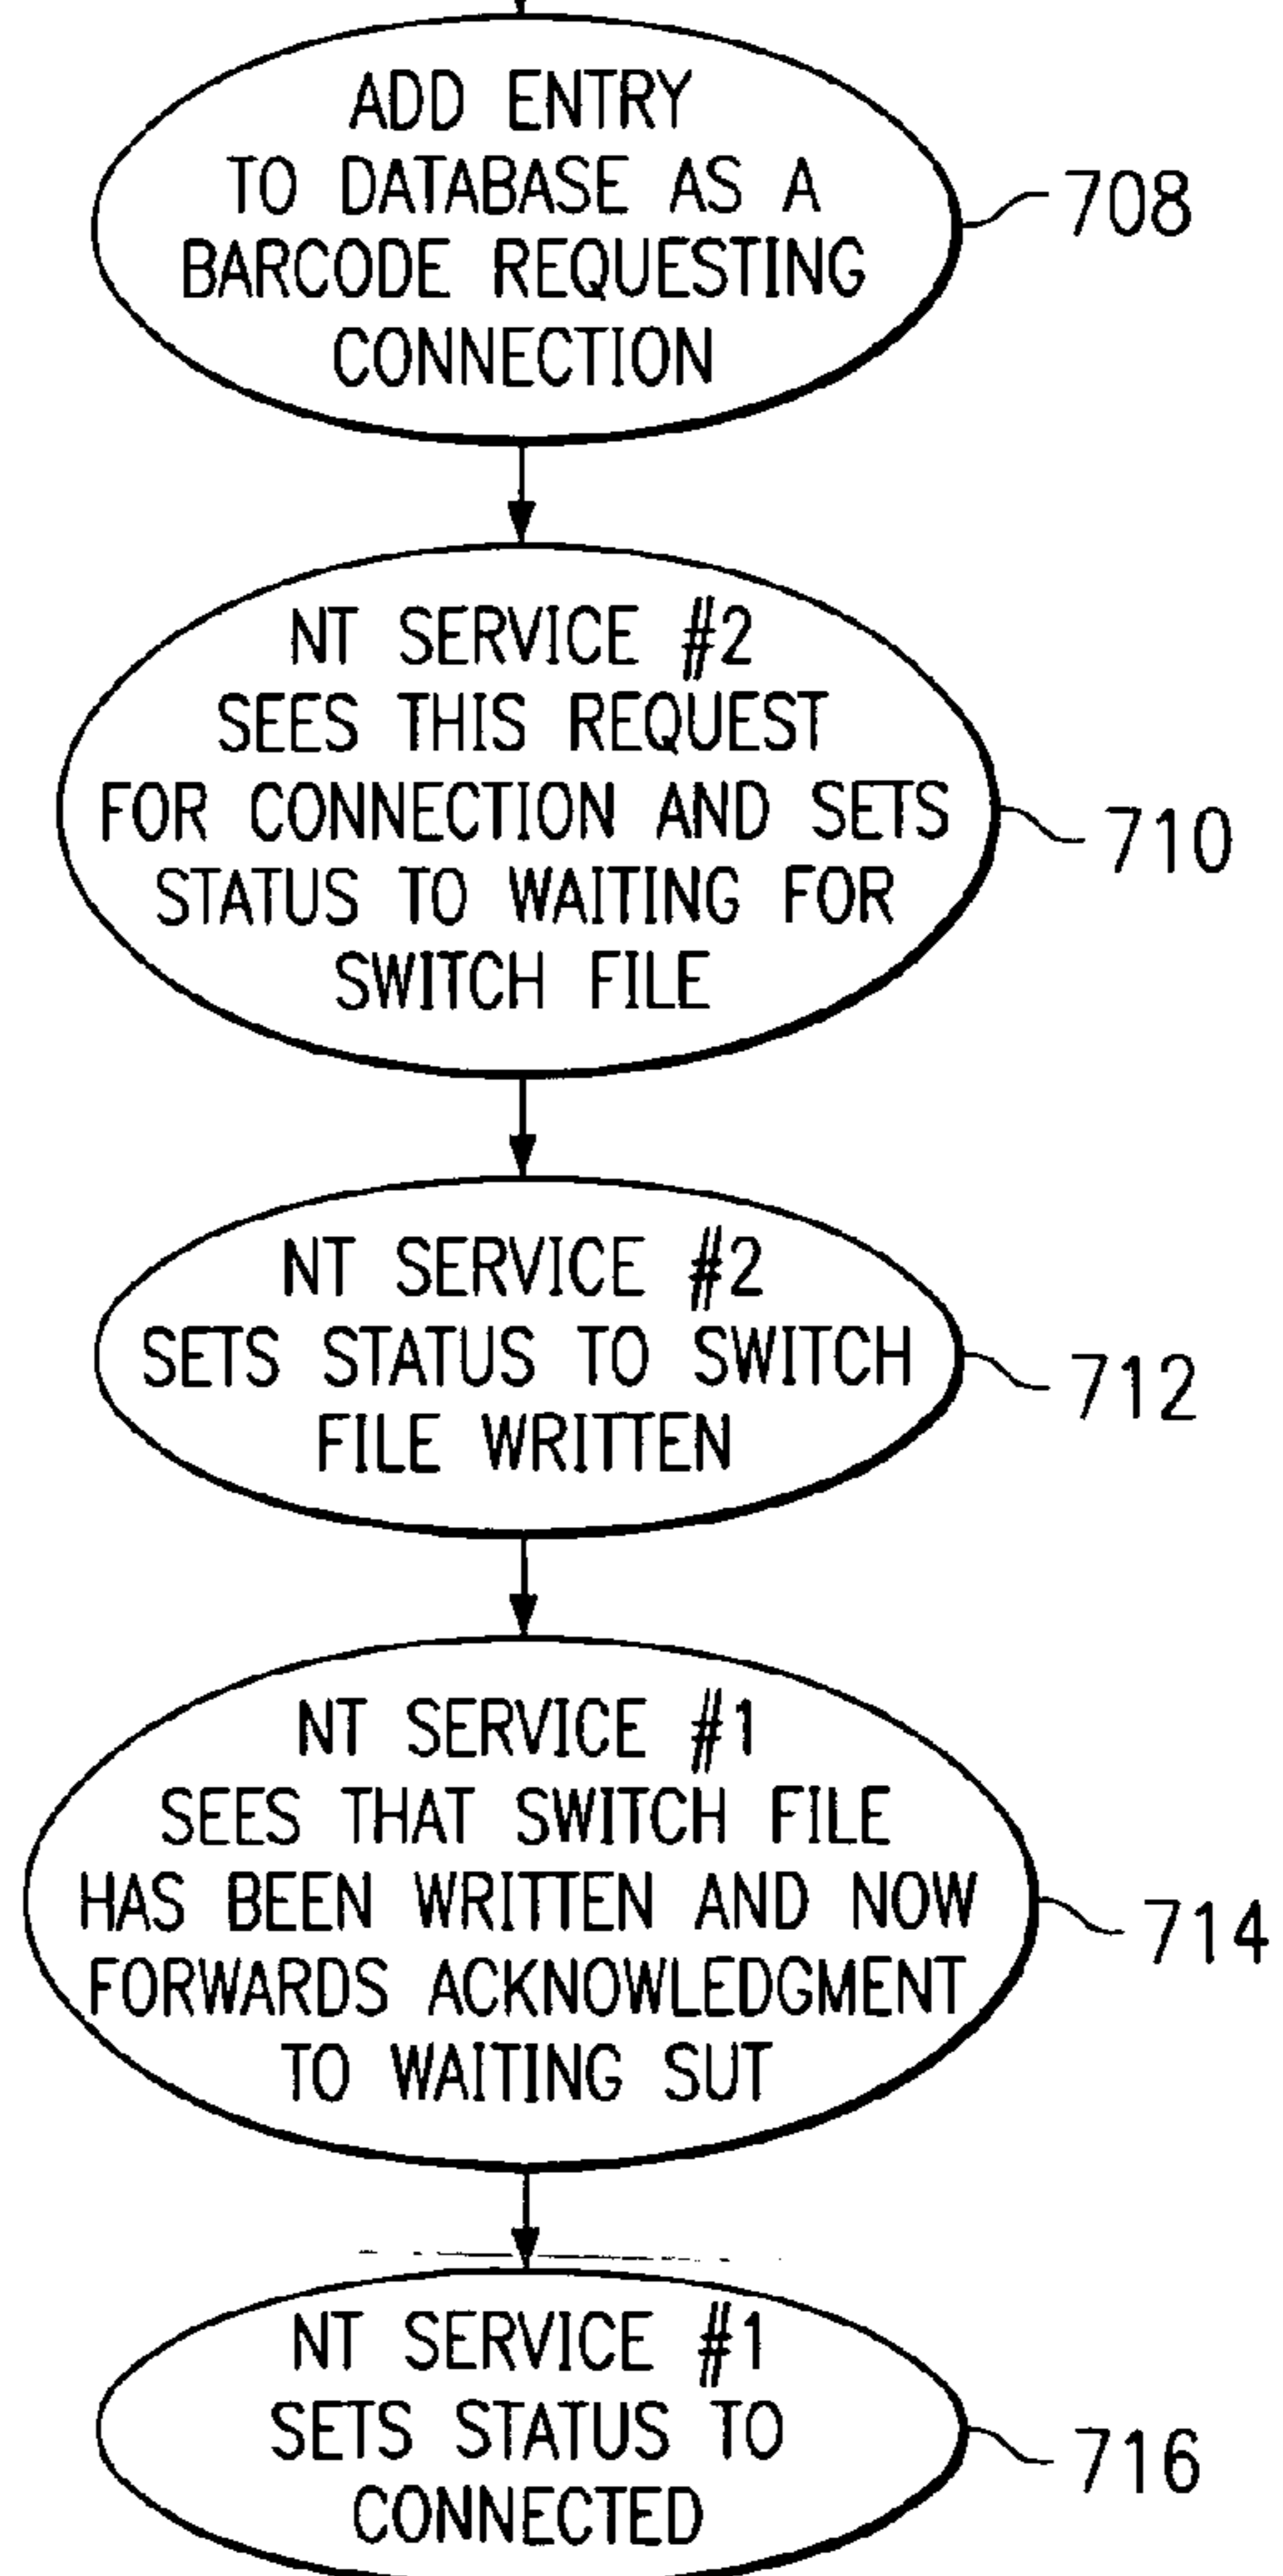 ADD ENTRY
TO DATABASE AS A
BARCODE REQUESTING
CONNECTION
708
NT SERVICE #2
SEES THIS REQUEST
FOR CONNECTION AND SETS
STATUS TO WAITING FOR
SWITCH FILE
710
NT SERVICE #2
SETS STATUS TO SWITCH
FILE WRITTEN
712
NT SERVICE #1
SEES THAT SWITCH FILE
HAS BEEN WRITTEN AND NOW
FORWARDS ACKNOWLEDGMENT
TO WAITING SUT
714
NT SERVICE #1
SETS STATUS TO
CONNECTED
716